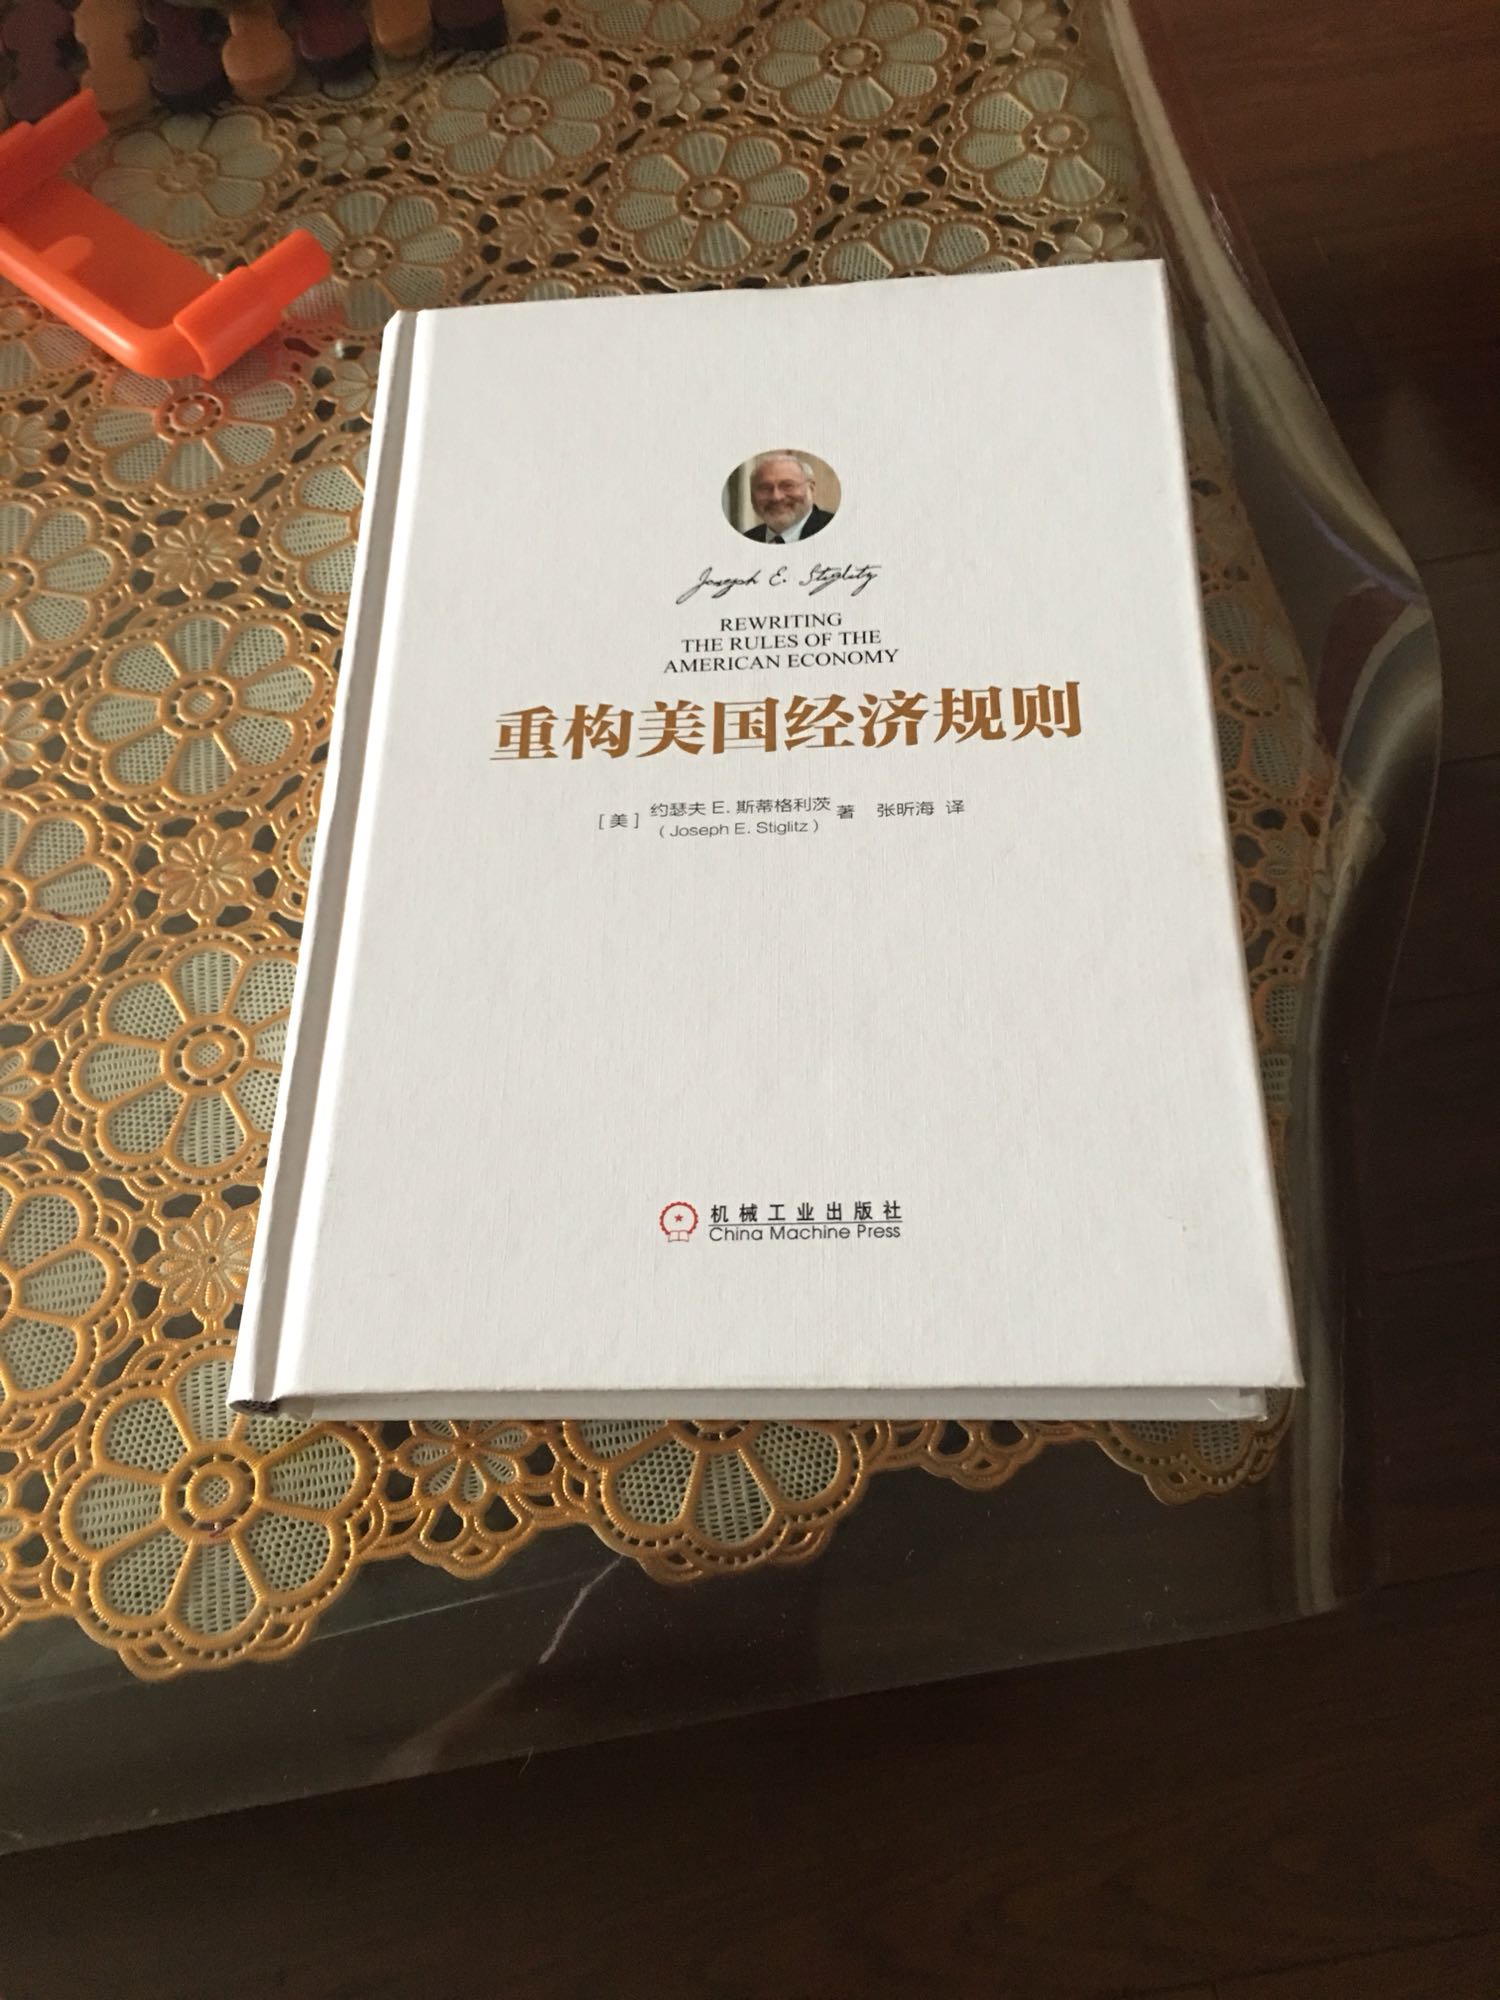 Joseph E. Stiglitz
REWRITING
THE RULES OF THE
AMERICAN ECONOMY
重构美国经济规则
[美] 约瑟夫 E. 斯蒂格利茨 著 张昕海 译
(Joseph E. Stiglitz)
机械工业出版社
China Machine Press